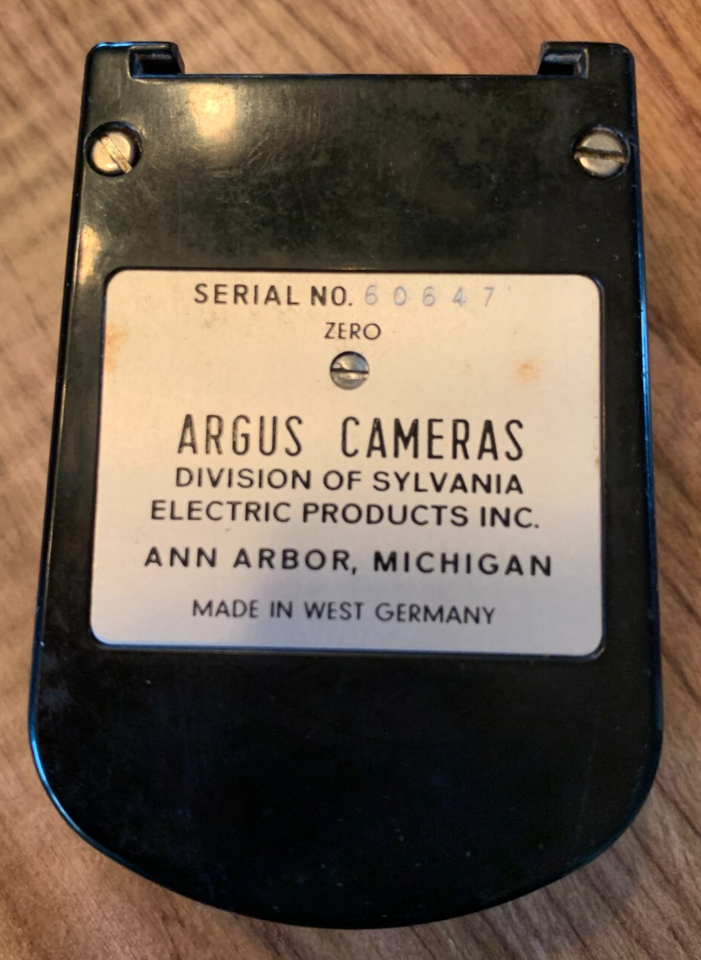 SERIAL NO. 60647
ZERO
ARGUS CAMERAS
DIVISION OF SYLVANIA
ELECTRIC PRODUCTS INC.
ANN ARBOR, MICHIGAN
MADE IN WEST GERMANY